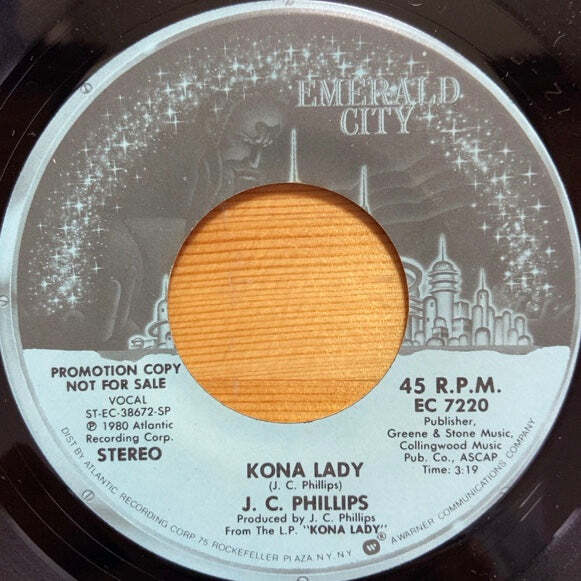 EMERALD
CITY
PROMOTION COPY
NOT FOR SALE
VOCAL
ST-EC-38672-SP
Ⓟ 1980 Atlantic
Recording Corp.
STEREO
45 R.P.M.
EC 7220
Publisher,
Greene & Stone Music,
Collingwood Music
Pub. Co., ASCAP
Time: 3:19
KONA LADY
(J. C. Phillips)
J. C. PHILLIPS
Produced by J. C. Phillips
From The L.P. "KONA LADY"
DIST BY ATLANTIC RECORDING CORP. 75 ROCKEFELLER PLAZA N.Y. N.Y. W A WARNER COMMUNICATIONS COMPANY